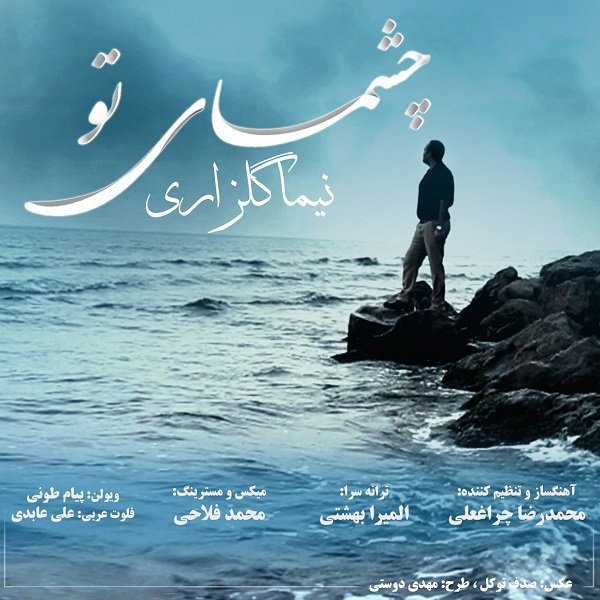 چشمای تو
نیما گلزاری
آهنگساز و تنظیم کننده:
محمدرضا چراغعلی
ترانه سرا:
المیرا بهشتی
میکس و مسترینگ:
محمد فلاحی
ویولن: پیام طونی
فلوت عربی: علی عابدی
عکس: صدف توکل ، طرح: مهدی دوستی